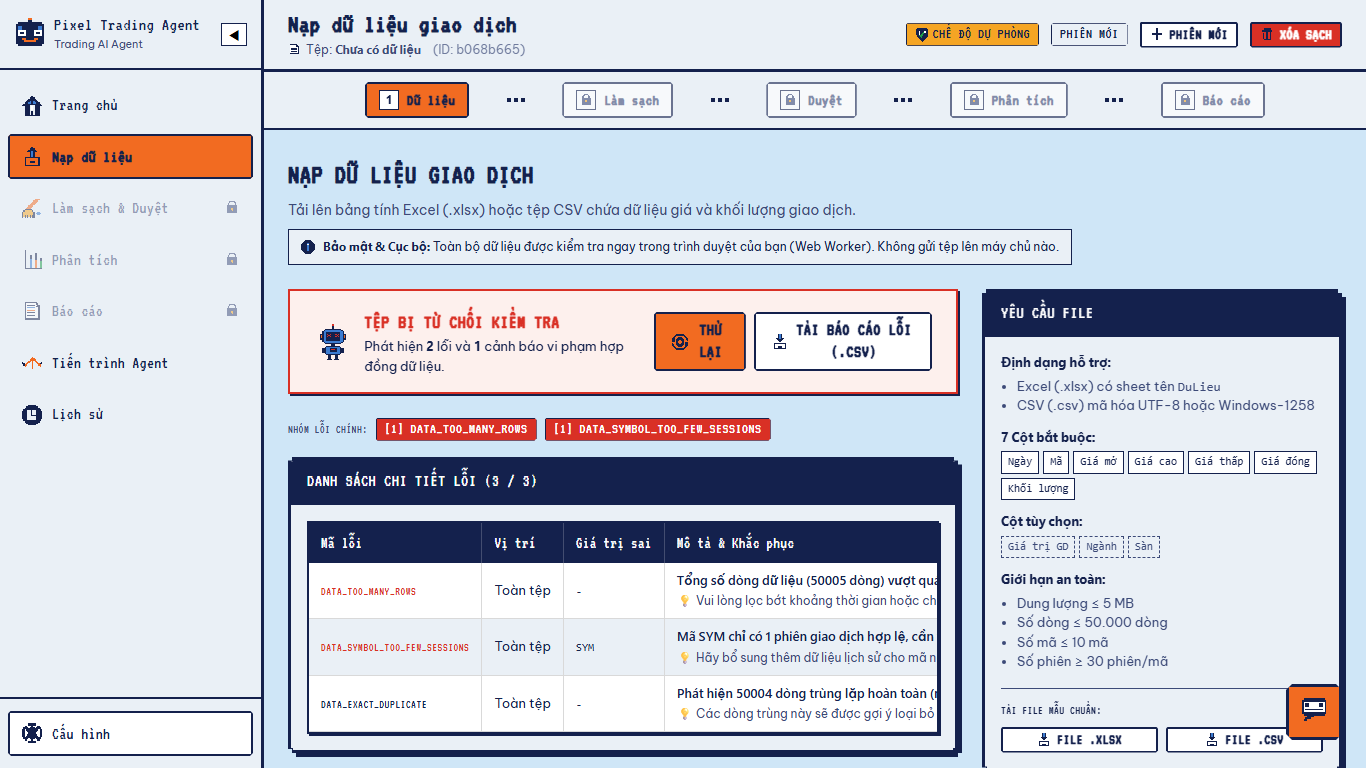 Pixel Trading Agent
Trading AI Agent
Trang chủ
Nạp dữ liệu
Làm sạch & Duyệt
Phân tích
Báo cáo
Tiến trình Agent
Lịch sử
Cấu hình
Nạp dữ liệu giao dịch
Tệp: Chưa có dữ liệu (ID: b068b665)
CHẾ ĐỘ DỰ PHÒNG
PHIÊN MỚI
PHIÊN MỚI
XÓA SẠCH
1 Dữ liệu
Làm sạch
Duyệt
Phân tích
Báo cáo
NẠP DỮ LIỆU GIAO DỊCH
Tải lên bảng tính Excel (.xlsx) hoặc tệp CSV chứa dữ liệu giá và khối lượng giao dịch.
Bảo mật & Cục bộ: Toàn bộ dữ liệu được kiểm tra ngay trong trình duyệt của bạn (Web Worker). Không gửi tệp lên máy chủ nào.
TỆP BỊ TỪ CHỐI KIỂM TRA
Phát hiện 2 lỗi và 1 cảnh báo vi phạm hợp
đồng dữ liệu.
THỬ
LẠI
TẢI BÁO CÁO LỖI
(.CSV)
NHÓM LỖI CHÍNH:
[1] DATA_TOO_MANY_ROWS
[1] DATA_SYMBOL_TOO_FEW_SESSIONS
DANH SÁCH CHI TIẾT LỖI (3 / 3)
Mã lỗi
Vị trí
Giá trị sai
Mô tả & Khắc phục
DATA_TOO_MANY_ROWS
Toàn tệp
-
Tổng số dòng dữ liệu (50005 dòng) vượt quá
Vui lòng lọc bớt khoảng thời gian hoặc ch
DATA_SYMBOL_TOO_FEW_SESSIONS
Toàn tệp
SYM
Mã SYM chỉ có 1 phiên giao dịch hợp lệ, cần
Hãy bổ sung thêm dữ liệu lịch sử cho mã n
DATA_EXACT_DUPLICATE
Toàn tệp
-
Phát hiện 50004 dòng trùng lặp hoàn toàn (
Các dòng trùng này sẽ được gợi ý loại bỏ
YÊU CẦU FILE
Định dạng hỗ trợ:
• Excel (.xlsx) có sheet tên DuLieu
• CSV (.csv) mã hóa UTF-8 hoặc Windows-1258
7 Cột bắt buộc:
Ngày
Mã
Giá mở
Giá cao
Giá thấp
Giá đóng
Khối lượng
Cột tùy chọn:
Giá trị GD
Ngành
Sàn
Giới hạn an toàn:
• Dung lượng ≤ 5 MB
• Số dòng ≤ 50.000 dòng
• Số mã ≤ 10 mã
• Số phiên ≥ 30 phiên/mã
TẢI FILE MẪU CHUẨN:
FILE .XLSX
FILE .CSV